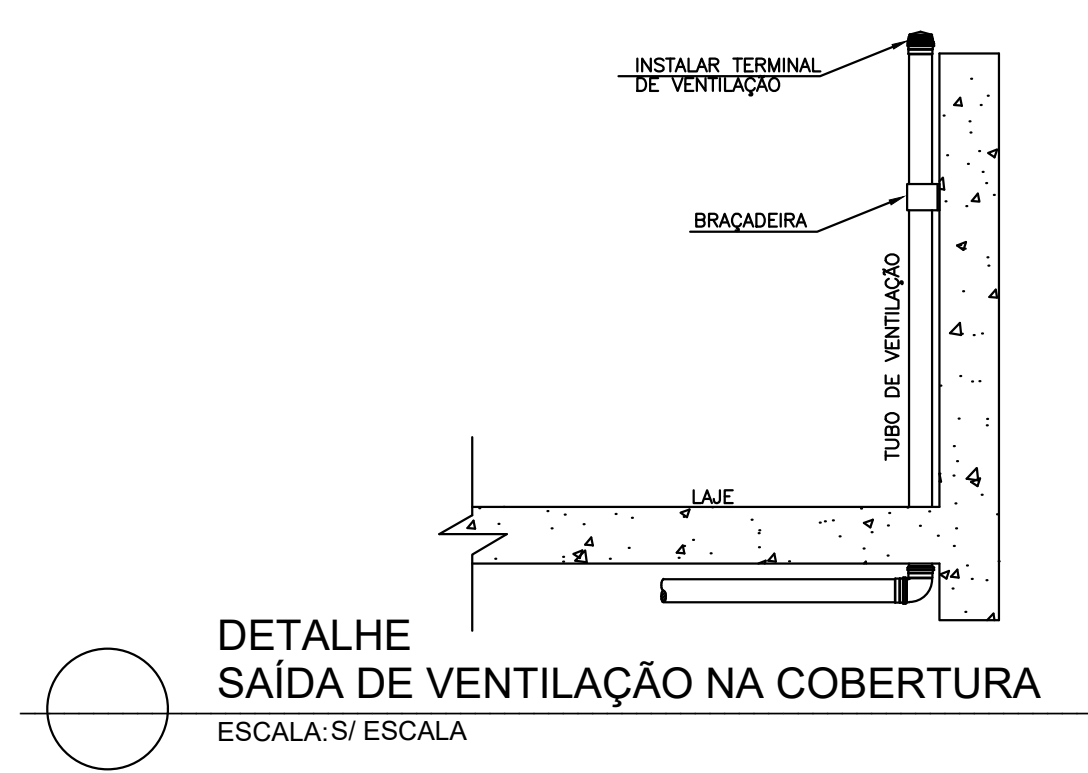 INSTALAR TERMINAL
DE VENTILAÇÃO
BRAÇADEIRA
TUBO DE VENTILAÇÃO
LAJE
DETALHE
SAÍDA DE VENTILAÇÃO NA COBERTURA
ESCALA:S/ ESCALA